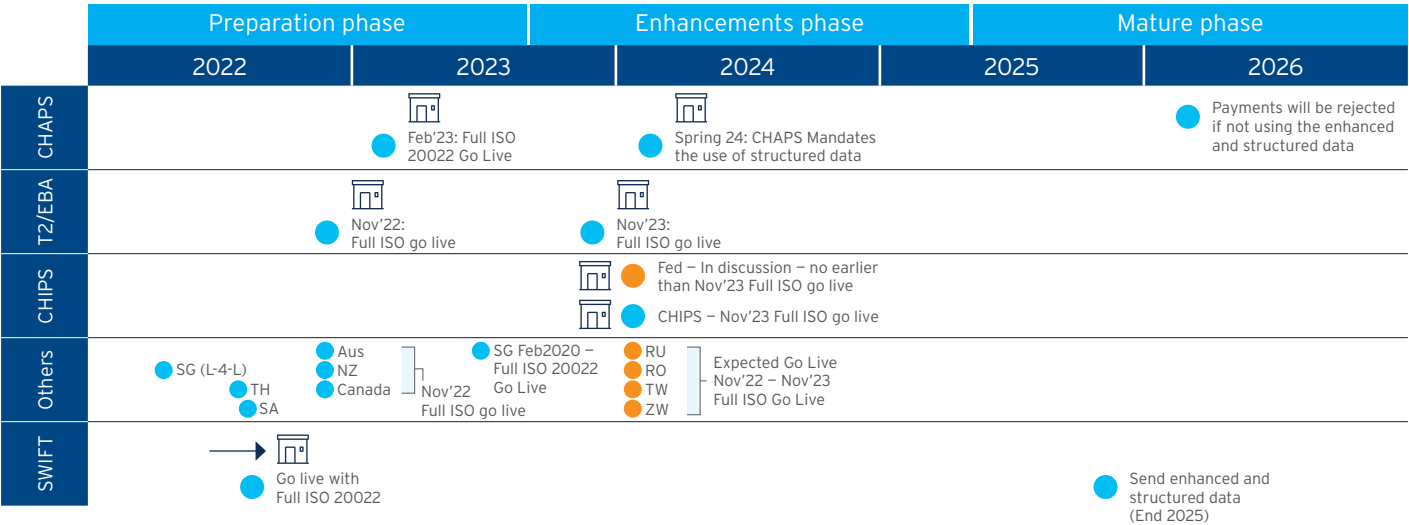 Preparation phase
Enhancements phase
Mature phase
2022
2023
2024
2025
2026
CHAPS
Feb'23: Full ISO
20022 Go Live
Spring 24: CHAPS Mandates
the use of structured data
Payments will be rejected
if not using the enhanced
and structured data
T2/EBA
Nov'22:
Full ISO go live
Nov'23:
Full ISO go live
CHIPS
Fed – In discussion – no earlier
than Nov'23 Full ISO go live
CHIPS – Nov'23 Full ISO go live
Others
SG (L-4-L)
TH
SA
Aus
NZ
Canada
Nov'22
Full ISO go live
SG Feb2020 –
Full ISO 20022
Go Live
RU
RO
TW
ZW
Expected Go Live
Nov'22 – Nov'23
Full ISO Go Live
SWIFT
Go live with
Full ISO 20022
Send enhanced and
structured data
(End 2025)